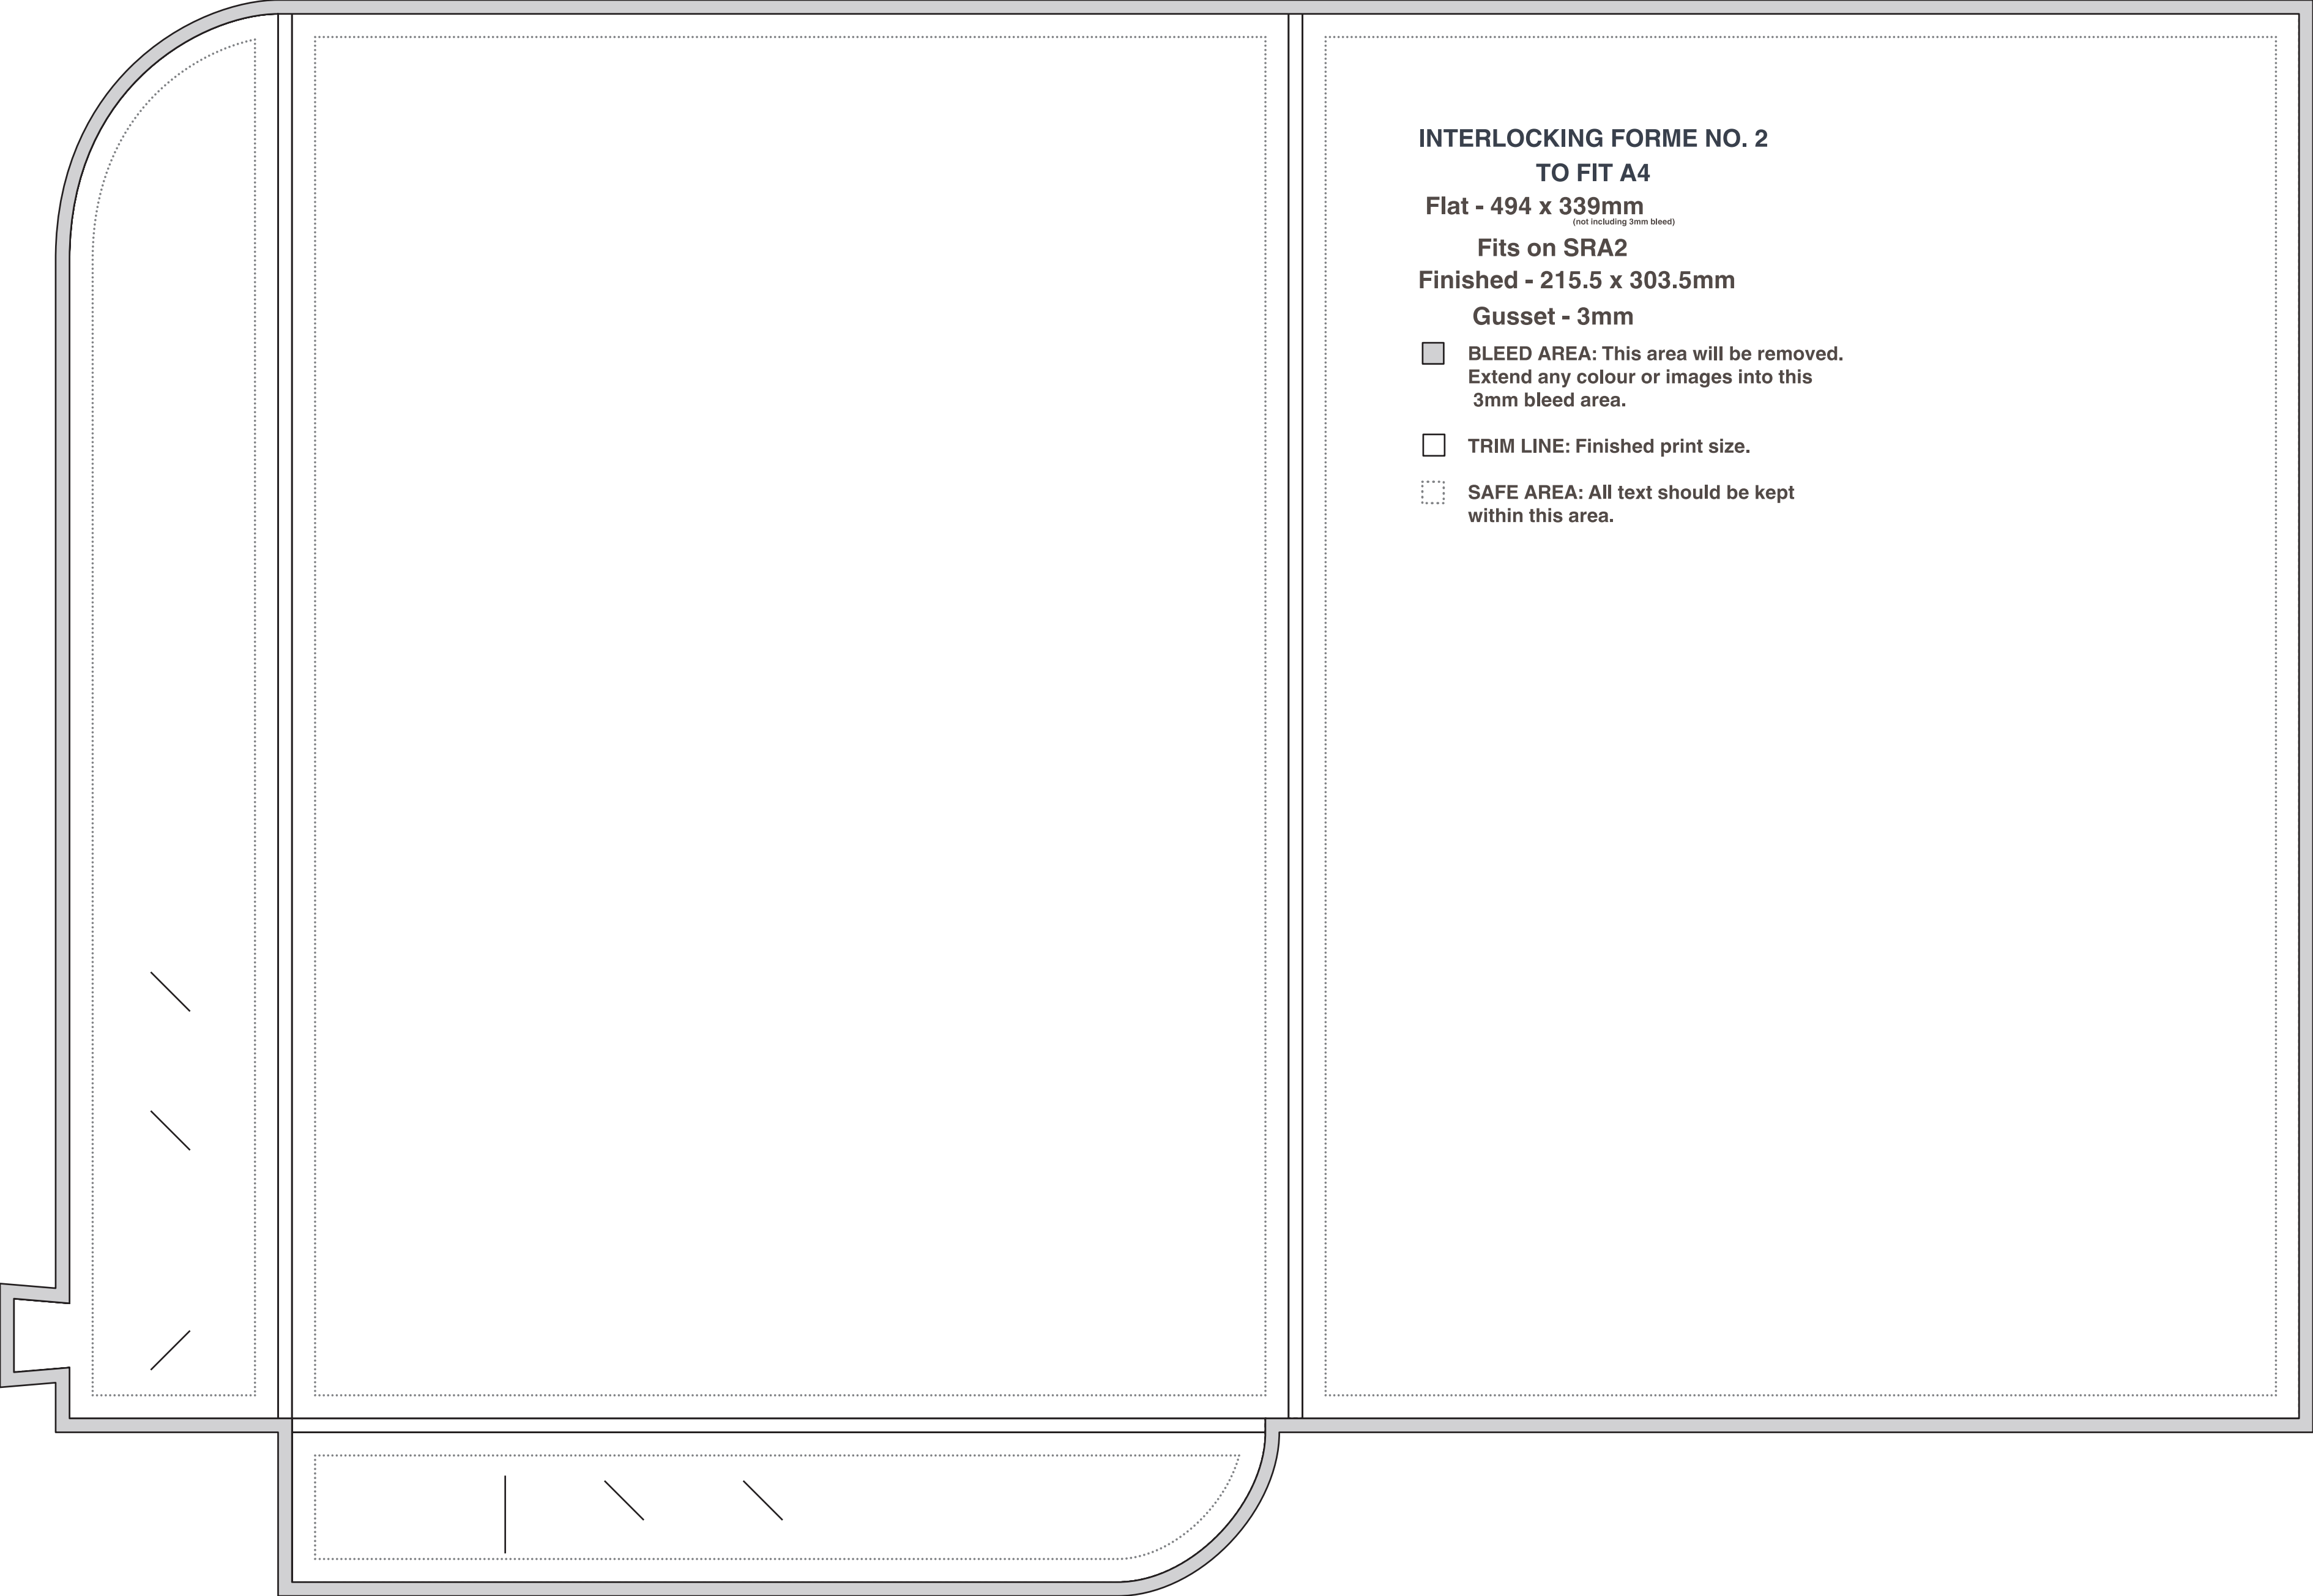 INTERLOCKING FORME NO. 2
TO FIT A4
Flat - 494 x 339mm
(not including 3mm bleed)
Fits on SRA2
Finished - 215.5 x 303.5mm
Gusset - 3mm
BLEED AREA: This area will be removed.
Extend any colour or images into this
3mm bleed area.
TRIM LINE: Finished print size.
SAFE AREA: All text should be kept
within this area.